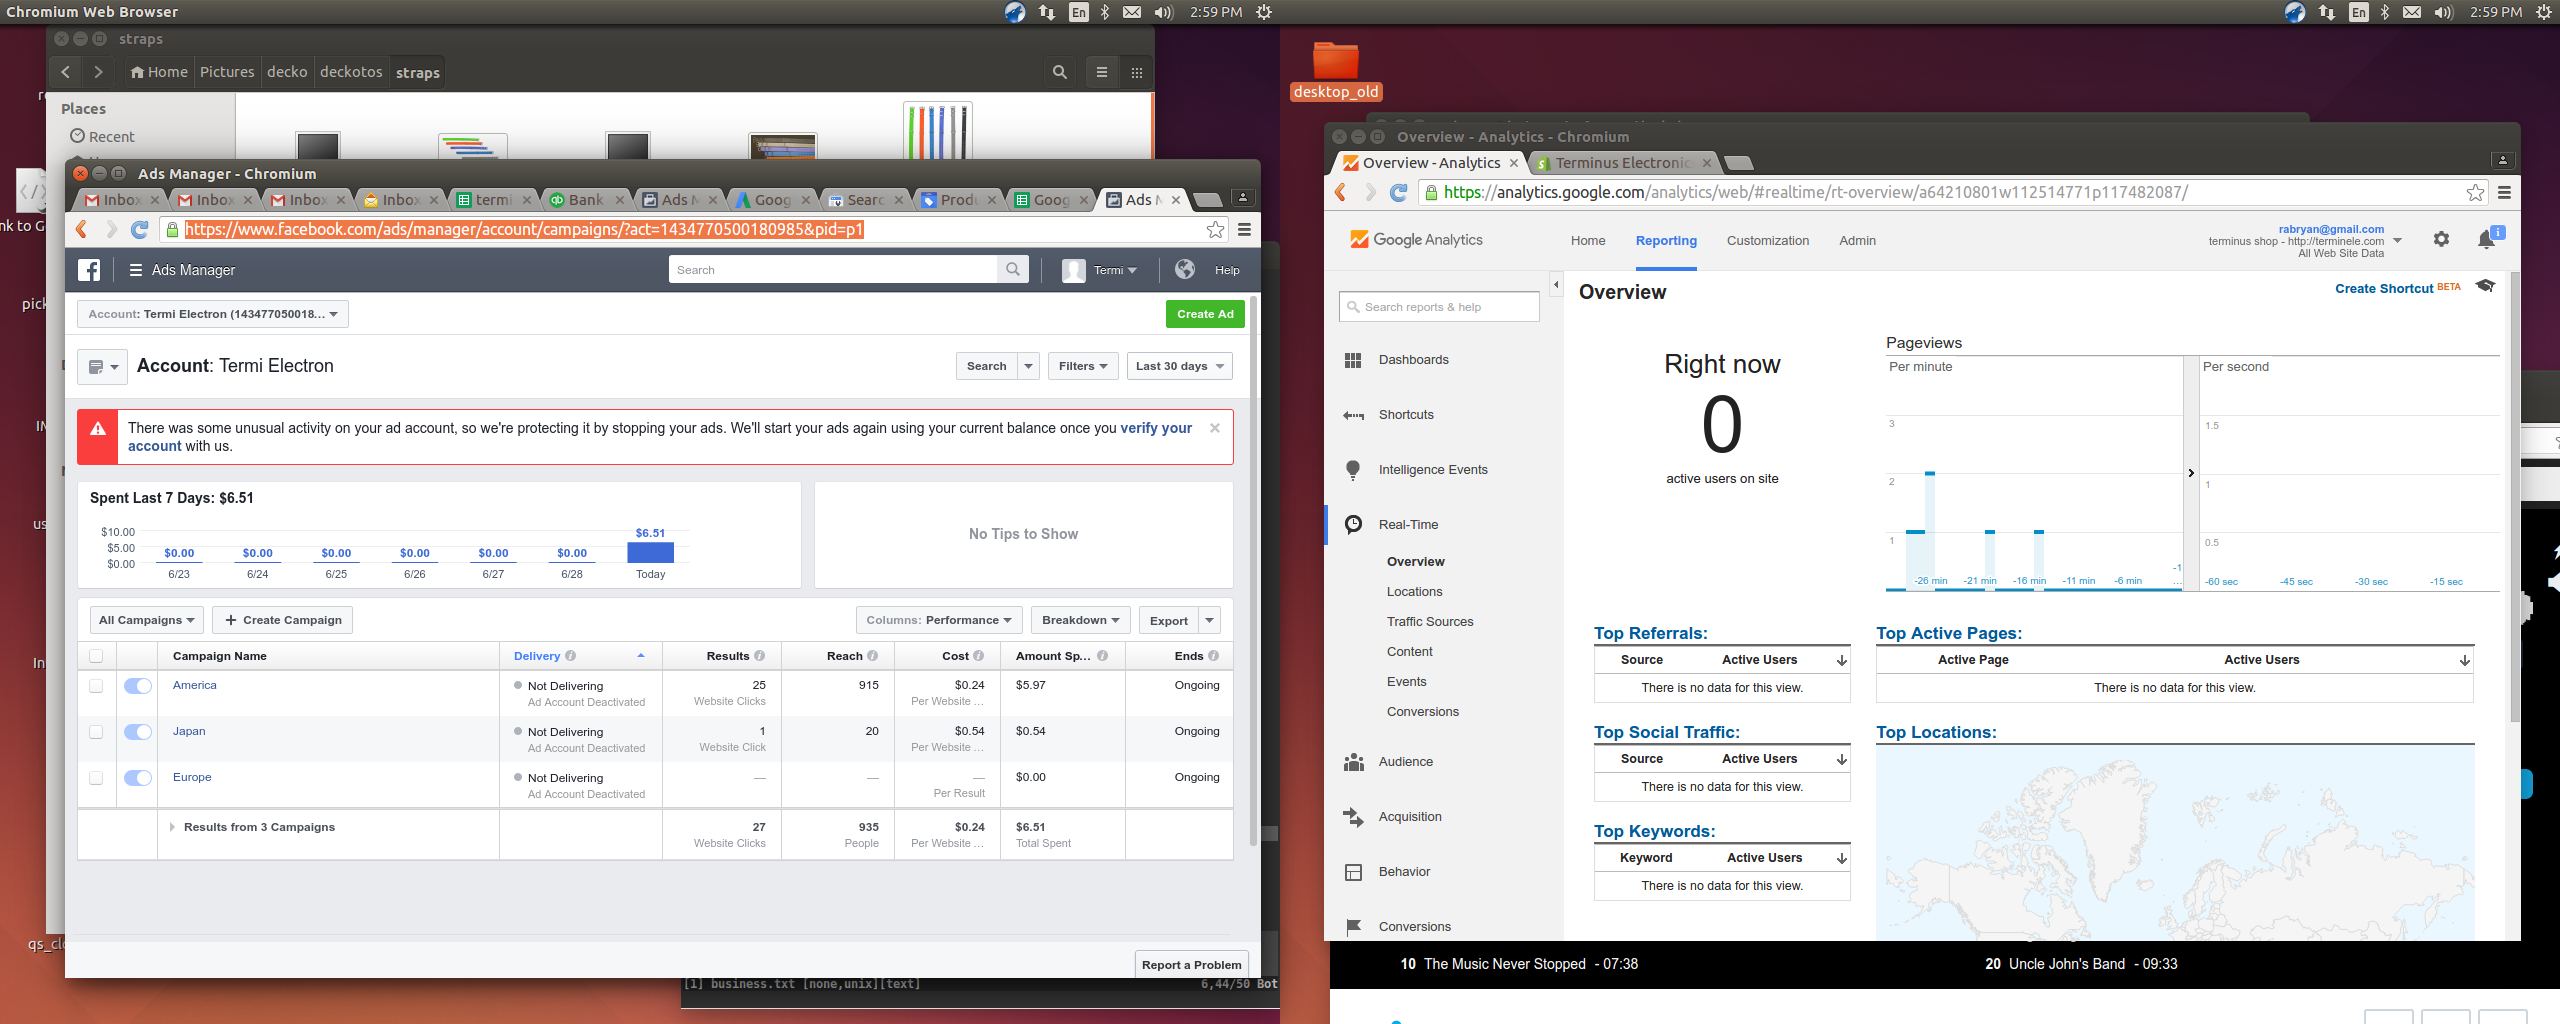 Chromium Web Browser
En
2:59 PM
En
2:59 PM
straps
Home
Pictures
decko
deckotos
straps
Places
Recent
desktop_old
Ads Manager - Chromium
Inbox
Inbox
Inbox
Inbox
termi
Bank
Ads M
Goog
Searc
Produ
Goog
Ads M
https://www.facebook.com/ads/manager/account/campaigns/?act=1434770500180985&pid=p1
Ads Manager
Search
Termi
Help
Account: Termi Electron (143477050018...
Create Ad
Account: Termi Electron
Search
Filters
Last 30 days
There was some unusual activity on your ad account, so we're protecting it by stopping your ads. We'll start your ads again using your current balance once you verify your
account with us.
Spent Last 7 Days: $6.51
$10.00
$5.00
$0.00
$0.00
$0.00
$0.00
$0.00
$0.00
$0.00
$6.51
6/23
6/24
6/25
6/26
6/27
6/28
Today
No Tips to Show
All Campaigns
+ Create Campaign
Columns: Performance
Breakdown
Export
Campaign Name
Delivery
Results
Reach
Cost
Amount Sp...
Ends
America
Not Delivering
Ad Account Deactivated
25
Website Clicks
915
$0.24
Per Website ...
$5.97
Ongoing
Japan
Not Delivering
Ad Account Deactivated
1
Website Click
20
$0.54
Per Website ...
$0.54
Ongoing
Europe
Not Delivering
Ad Account Deactivated
—
—
—
Per Result
$0.00
Ongoing
Results from 3 Campaigns
27
Website Clicks
935
People
$0.24
Per Website ...
$6.51
Total Spent
Report a Problem
[1] business.txt [none,unix][text]
6,44/50 Bot
Overview - Analytics - Chromium
Overview - Analytics
Terminus Electronic
https://analytics.google.com/analytics/web/#realtime/rt-overview/a64210801w112514771p117482087/
Google Analytics
Home
Reporting
Customization
Admin
rabryan@gmail.com
terminus shop - http://terminele.com
All Web Site Data
Search reports & help
Dashboards
Shortcuts
Intelligence Events
Real-Time
Overview
Locations
Traffic Sources
Content
Events
Conversions
Audience
Acquisition
Behavior
Conversions
Overview
Create Shortcut BETA
Right now
0
active users on site
Pageviews
Per minute
Per second
3
2
1
1.5
1
0.5
-26 min
-21 min
-16 min
-11 min
-6 min
-1
...
-60 sec
-45 sec
-30 sec
-15 sec
Top Referrals:
Source
Active Users
There is no data for this view.
Top Active Pages:
Active Page
Active Users
There is no data for this view.
Top Social Traffic:
Source
Active Users
There is no data for this view.
Top Locations:
Top Keywords:
Keyword
Active Users
There is no data for this view.
10 The Music Never Stopped - 07:38
20 Uncle John's Band - 09:33